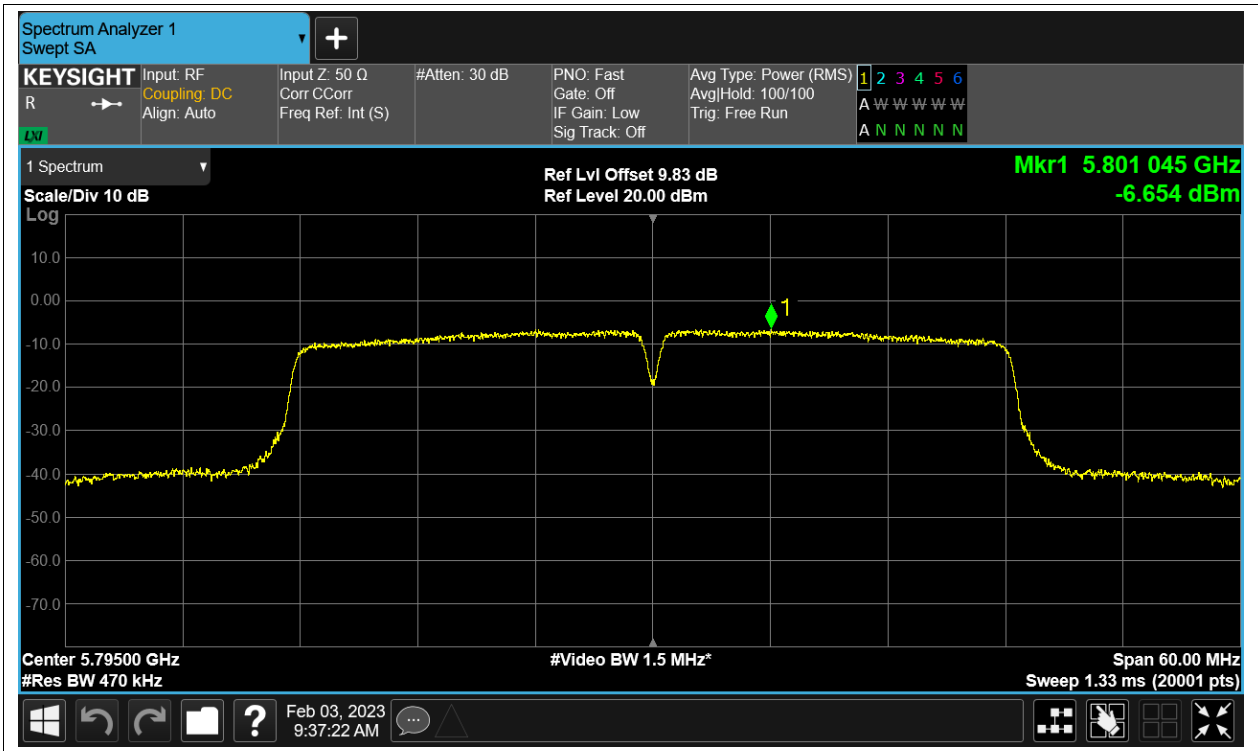 Spectrum Analyzer 1
Swept SA
KEYSIGHT
R
LXI
Input: RF
Coupling: DC
Align: Auto
Input Z: 50 Ω
Corr CCorr
Freq Ref: Int (S)
#Atten: 30 dB
PNO: Fast
Gate: Off
IF Gain: Low
Sig Track: Off
Avg Type: Power (RMS)
Avg|Hold: 100/100
Trig: Free Run
1 2 3 4 5 6
A W W W W W
A N N N N N
1 Spectrum
Scale/Div 10 dB
Log
Ref Lvl Offset 9.83 dB
Ref Level 20.00 dBm
Mkr1 5.801 045 GHz
-6.654 dBm
10.0
0.00
1
-10.0
-20.0
-30.0
-40.0
-50.0
-60.0
-70.0
Center 5.79500 GHz
#Res BW 470 kHz
#Video BW 1.5 MHz*
Span 60.00 MHz
Sweep 1.33 ms (20001 pts)
?
Feb 03, 2023
9:37:22 AM